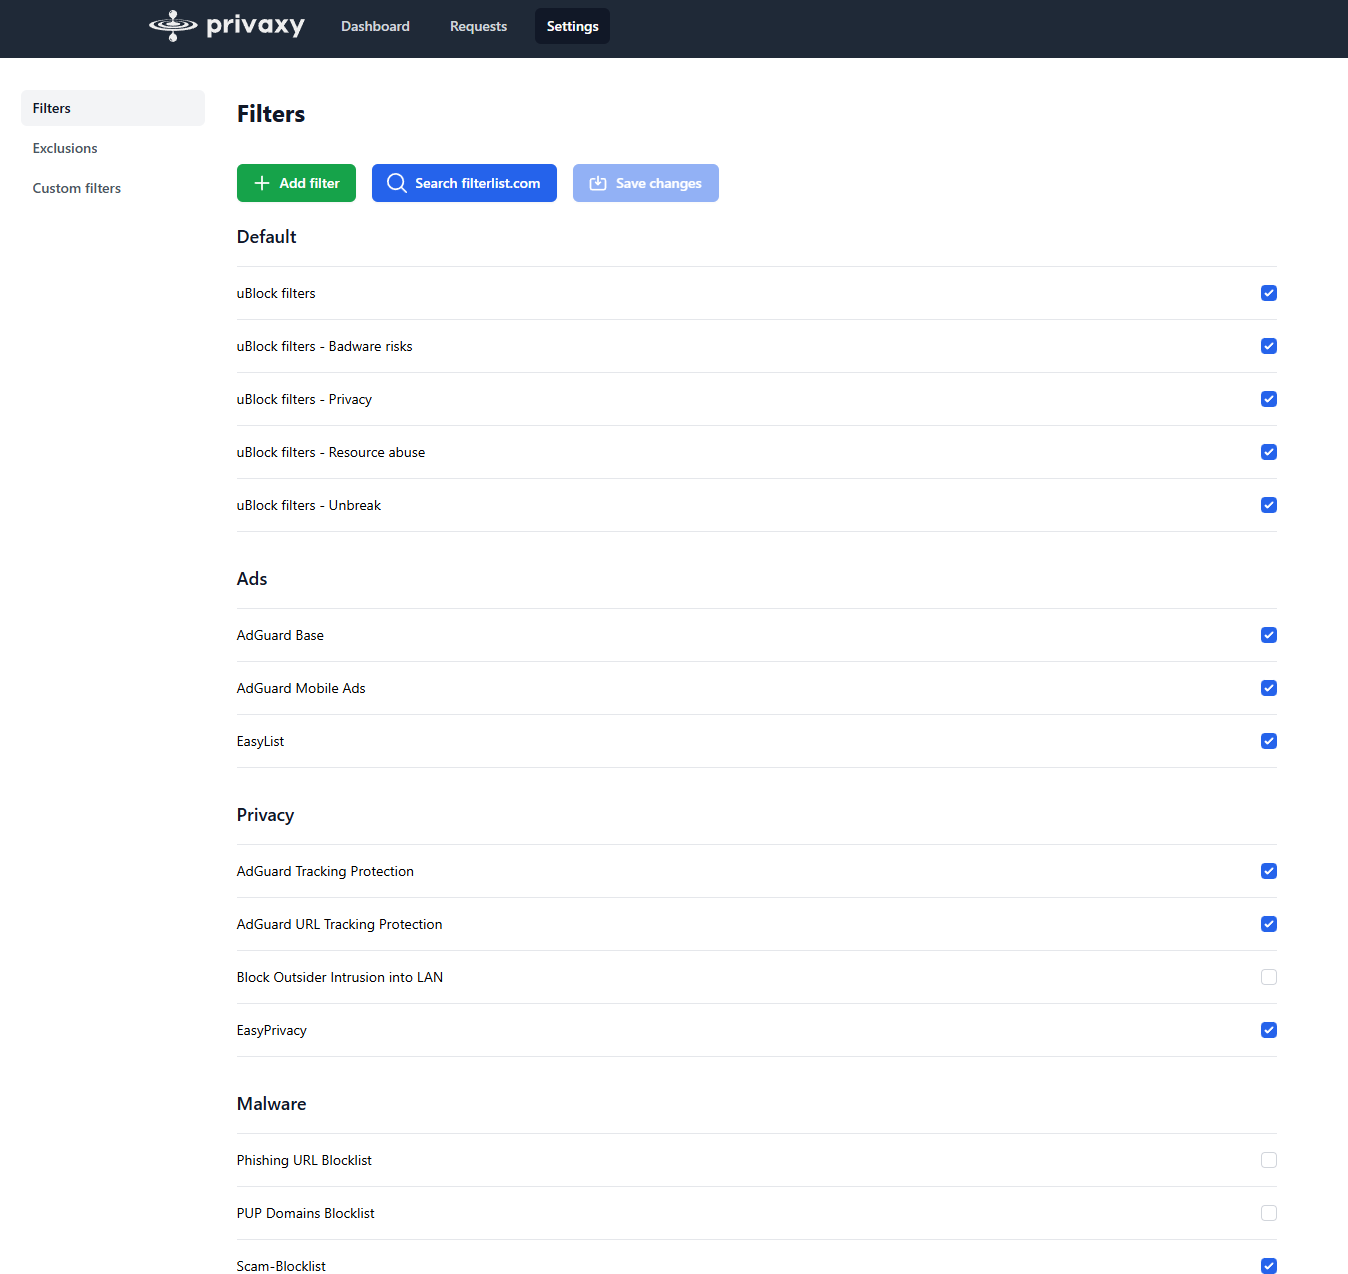 privaxy Dashboard Requests Settings
Filters
Exclusions
Custom filters
Filters
Add filter Search filterlist.com Save changes
Default
uBlock filters
uBlock filters - Badware risks
uBlock filters - Privacy
uBlock filters - Resource abuse
uBlock filters - Unbreak
Ads
AdGuard Base
AdGuard Mobile Ads
EasyList
Privacy
AdGuard Tracking Protection
AdGuard URL Tracking Protection
Block Outsider Intrusion into LAN
EasyPrivacy
Malware
Phishing URL Blocklist
PUP Domains Blocklist
Scam-Blocklist